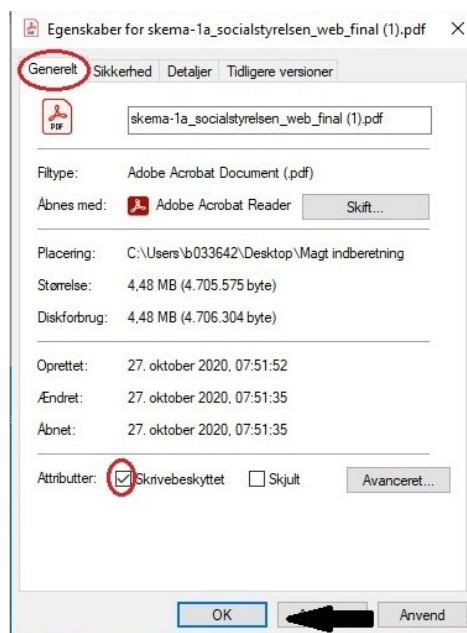 Egenskaber for skema-1a_socialstyrelsen_web_final (1).pdf
Generelt Sikkerhed Detaljer Tidligere versioner
PDF
skema-1a_socialstyrelsen_web_final (1).pdf
Filtype: Adobe Acrobat Document (.pdf)
Åbnes med: Adobe Acrobat Reader Skift...
Placering: C:\Users\b033642\Desktop\Magt indberetning
Størrelse: 4,48 MB (4.705.575 byte)
Diskforbrug: 4,48 MB (4.706.304 byte)
Oprettet: 27. oktober 2020, 07:51:52
Ændret: 27. oktober 2020, 07:51:35
Åbnet: 27. oktober 2020, 07:51:35
Attributter: Skrivebeskyttet Skjult Avanceret...
OK Anvend